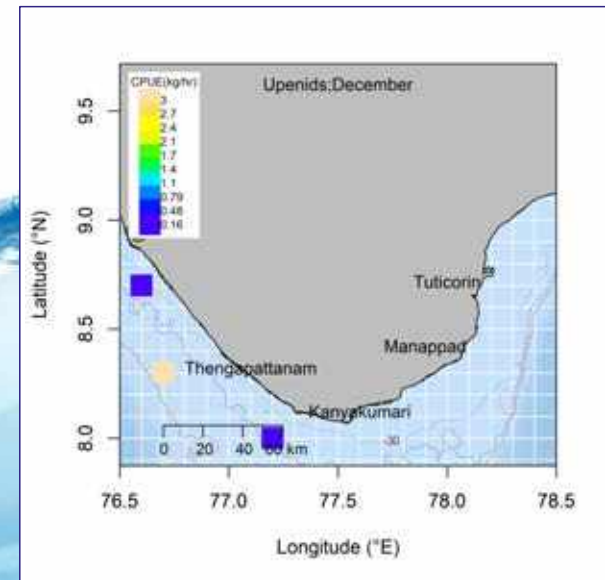 CPUE(kg/hr)
Upenids:December
3
2.7
2.4
2.1
1.7
1.4
1.1
0.79
0.48
0.16
9.5
9.0
8.5
8.0
Latitude (°N)
Tuticorin
Manappad
Thengapattanam
Kanyakumari
0 20 40 60 km
-30
76.5 77.0 77.5 78.0 78.5
Longitude (°E)